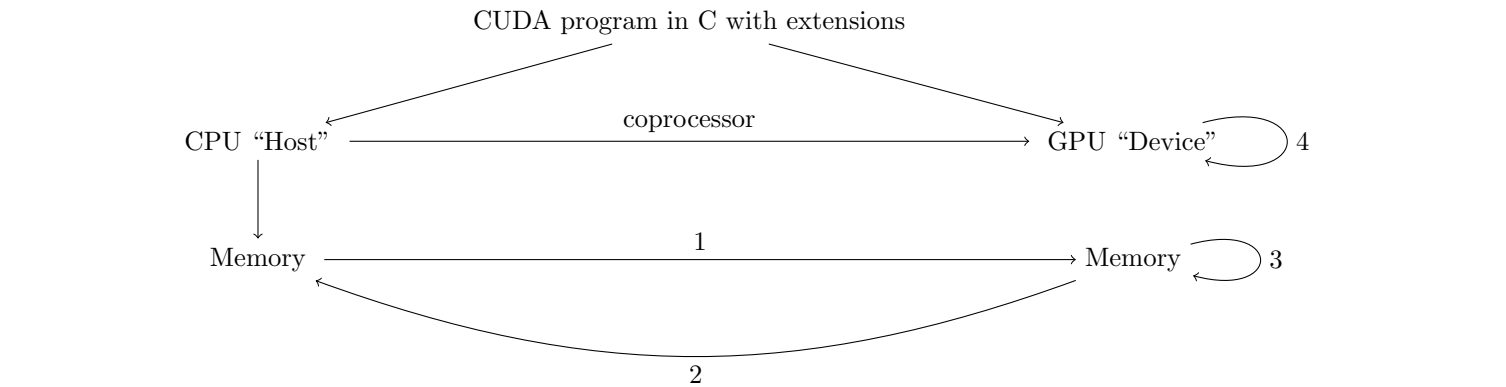 CUDA program in C with extensions
coprocessor
CPU “Host”
GPU “Device”
4
1
Memory
Memory
3
2